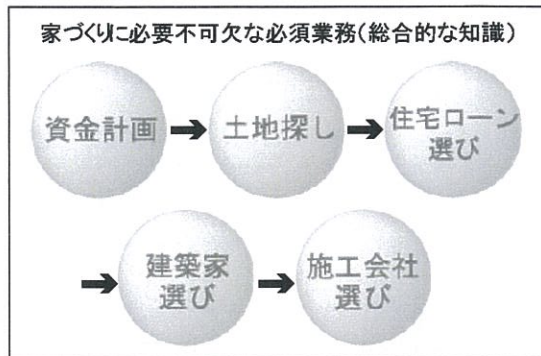 家づくりに必要不可欠な必須業務(総合的な知識)
資金計画
土地探し
住宅ローン
選び
建築家
選び
施工会社
選び